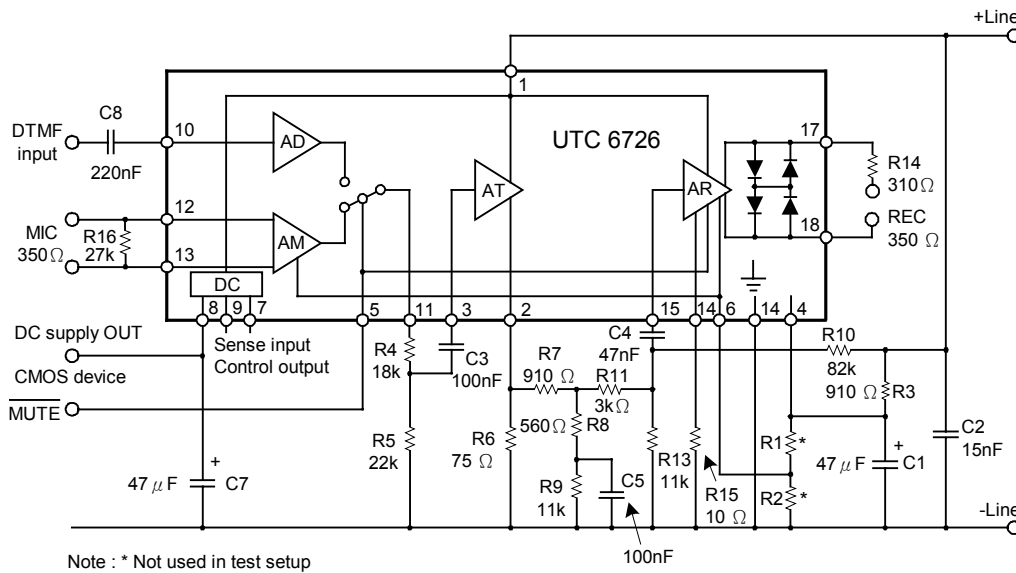 +Line
1
C8
DTMF
input
220nF
10
AD
UTC 6726
17
R14
310Ω
AT
AR
MIC
350Ω
R16
27k
12
13
AM
18
REC
350 Ω
DC
8
9
7
5
11
3
2
15
14
6
14
4
DC supply OUT
CMOS device
Sense input
Control output
MUTE
R4
18k
C3
100nF
R7
910 Ω
R11
3kΩ
C4
47nF
R10
82k
910 Ω
R3
R5
22k
R6
75 Ω
560Ω
R8
R9
11k
C5
100nF
R13
11k
R15
10 Ω
R1 *
R2 *
+
47 μF
C1
C2
15nF
+
47 μF
C7
-Line
Note : * Not used in test setup